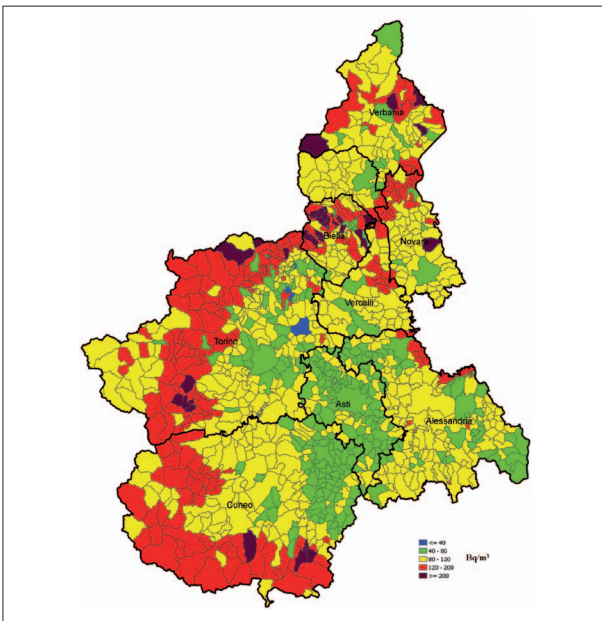 Verbania
Biella
Novara
Vercelli
Torino
Asti
Alessandria
Cuneo
<= 40
40 - 80
80 - 120
120 - 200
>= 200
Bq/m³